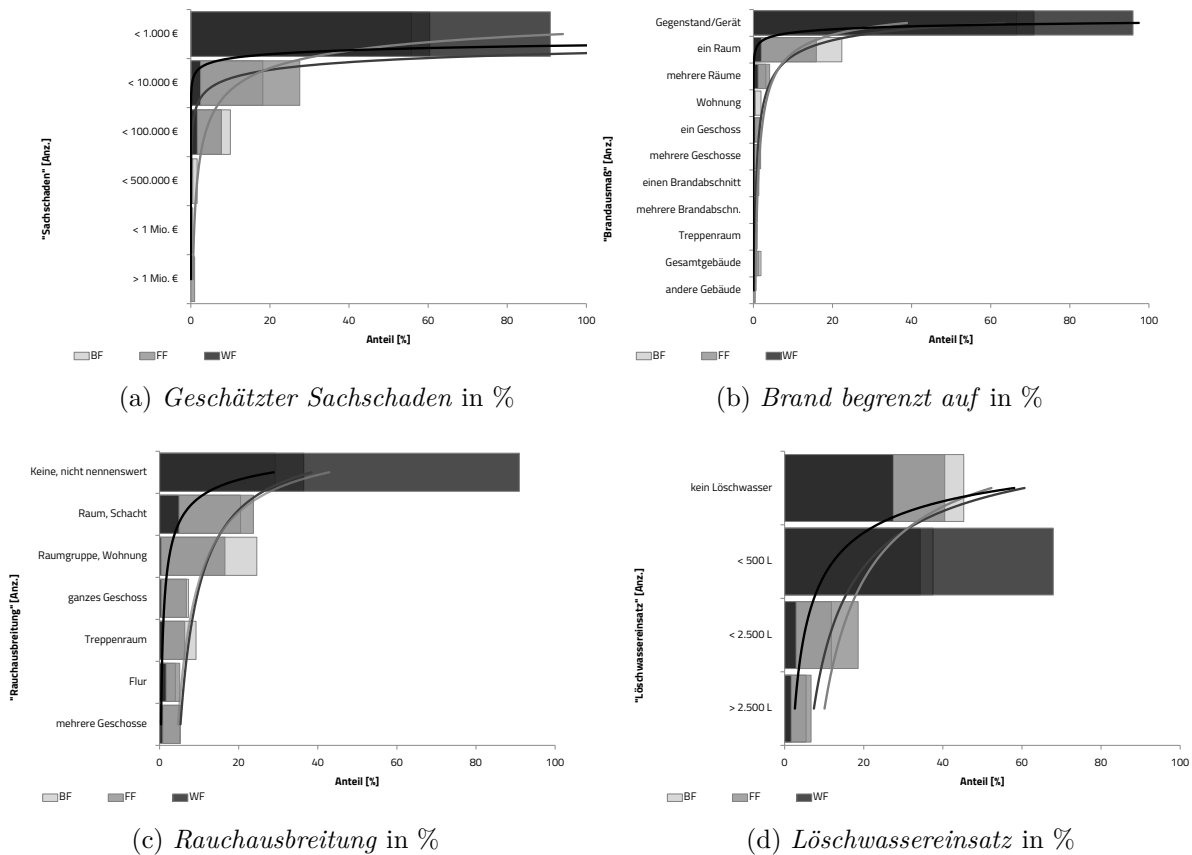 "Sachschaden" [Anz.]
< 1.000 €
< 10.000 €
< 100.000 €
< 500.000 €
< 1 Mio. €
> 1 Mio. €
0 20 40 60 80 100
Anteil [%]
BF FF WF
(a) Geschätzter Sachschaden in %
"Brandausmaß" [Anz.]
Gegenstand/Gerät
ein Raum
mehrere Räume
Wohnung
ein Geschoss
mehrere Geschosse
einen Brandabschnitt
mehrere Brandabschn.
Treppenraum
Gesamtgebäude
andere Gebäude
0 20 40 60 80 100
Anteil [%]
BF FF WF
(b) Brand begrenzt auf in %
"Rauchausbreitung" [Anz.]
Keine, nicht nennenswert
Raum, Schacht
Raumgruppe, Wohnung
ganzes Geschoss
Treppenraum
Flur
mehrere Geschosse
0 20 40 60 80 100
Anteil [%]
BF FF WF
(c) Rauchausbreitung in %
"Löschwassereinsatz" [Anz.]
kein Löschwasser
< 500 L
< 2.500 L
> 2.500 L
0 20 40 60 80 100
Anteil [%]
BF FF WF
(d) Löschwassereinsatz in %